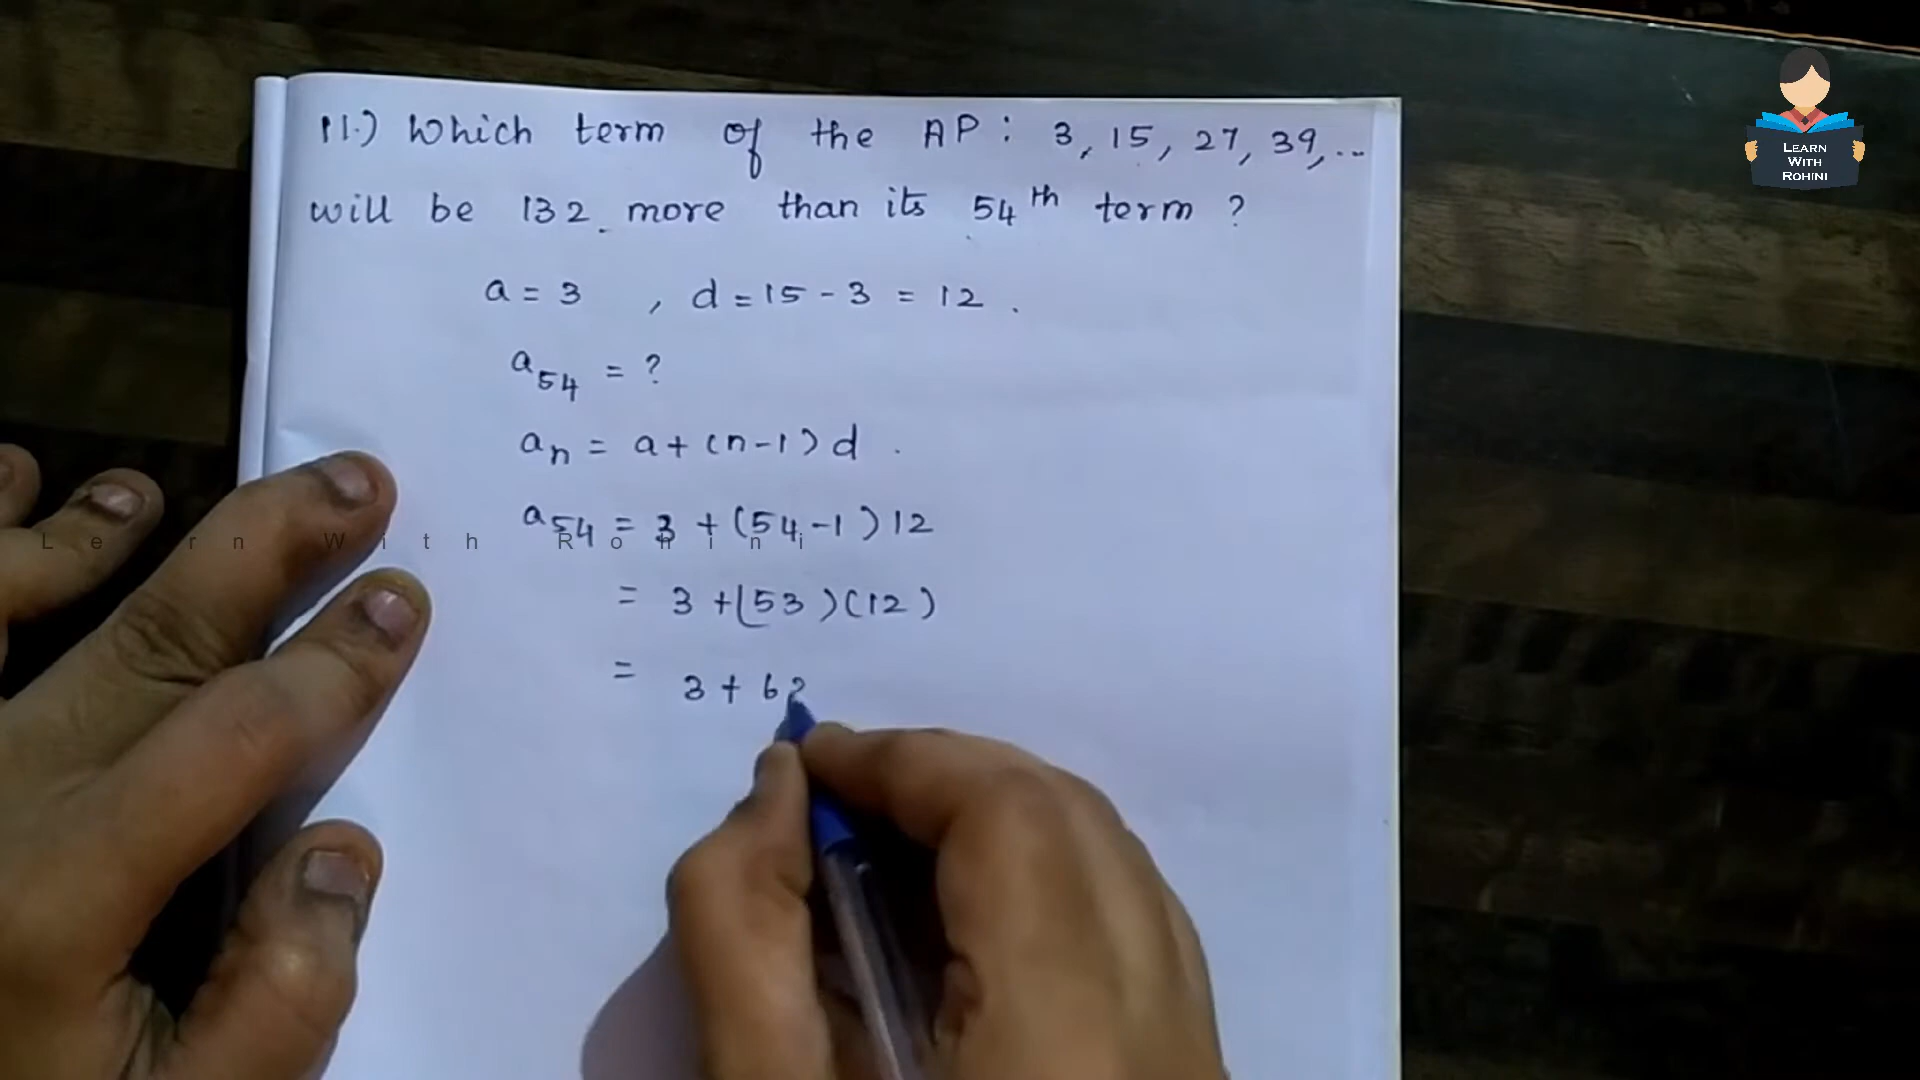 11.) Which term of the AP : 3, 15, 27, 39, ...
will be 132 more than its 54th term ?
a = 3 , d = 15 - 3 = 12 .
a54 = ?
an = a + (n-1) d .
a54 = 3 + (54-1) 12
= 3 + (53) (12)
= 3 + 6
Learn With Rohini
LEARN
WITH
ROHINI